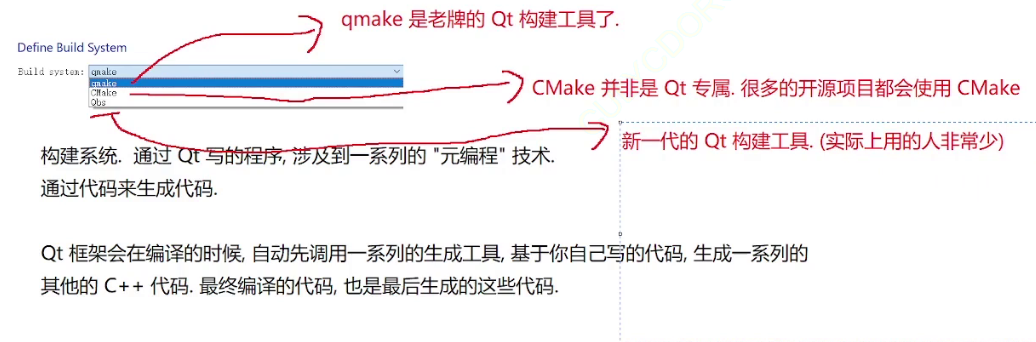 qmake 是老牌的 Qt 构建工具了.
Define Build System
Build system: qmake
qmake
CMake
Qbs
CMake 并非是 Qt 专属. 很多的开源项目都会使用 CMake
新一代的 Qt 构建工具. (实际上用的人非常少)
构建系统. 通过 Qt 写的程序, 涉及到一系列的 "元编程" 技术.
通过代码来生成代码.
Qt 框架会在编译的时候, 自动先调用一系列的生成工具, 基于你自己写的代码, 生成一系列的
其他的 C++ 代码. 最终编译的代码, 也是最后生成的这些代码.